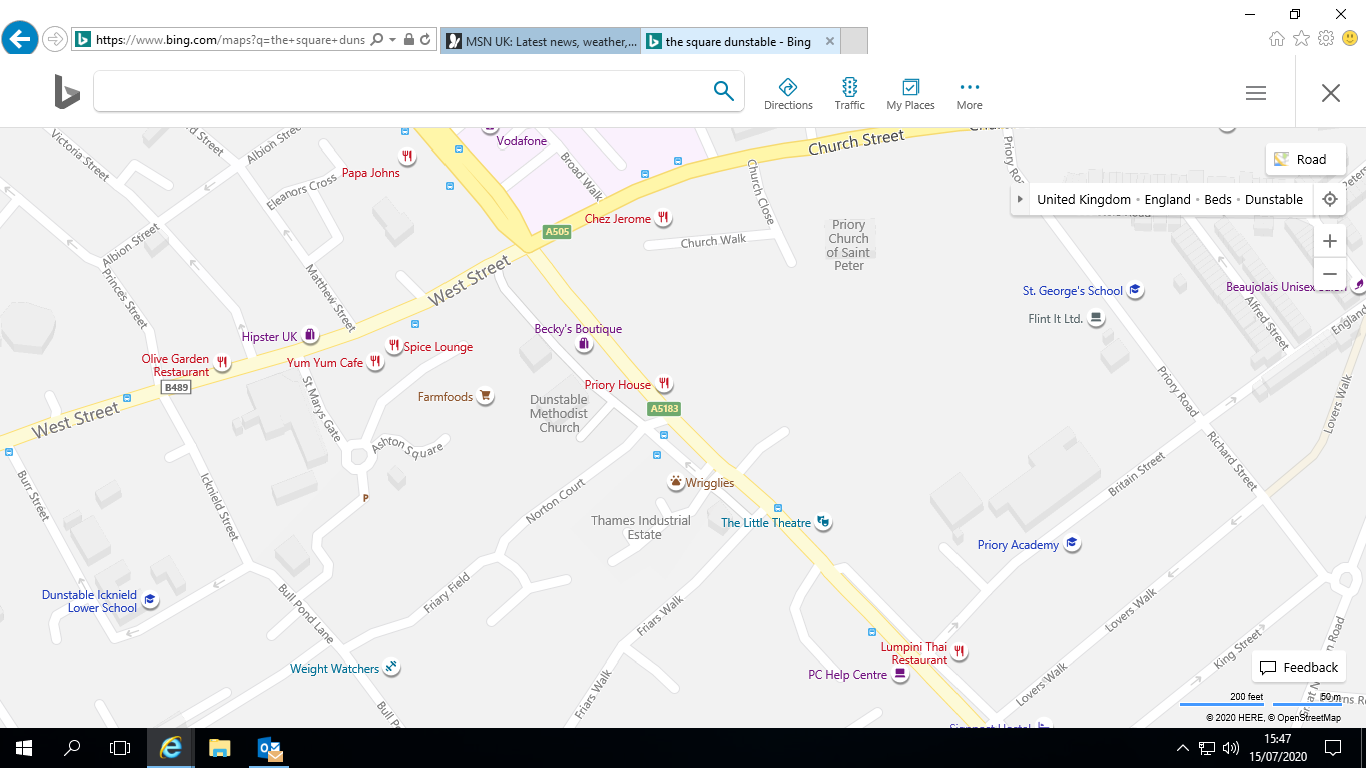 https://www.bing.com/maps?q=the+square+duns
MSN UK: Latest news, weather,...
the square dunstable - Bing
Directions
Traffic
My Places
More
Vodafone
Church Street
Victoria Street
Albion Street
Broad Walk
Priory Road
Road
Papa Johns
Eleanors Cross
Church Close
United Kingdom • England • Beds • Dunstable
Chez Jerome
A505
Church Walk
Priory
Church
of Saint
Peter
Albion Street
West Street
Matthew Street
Princes Street
St. George's School
Beaujolais Unisex Salon
Flint It Ltd.
England
Alfred Street
Hipster UK
Becky's Boutique
Spice Lounge
Olive Garden
Restaurant
Yum Yum Cafe
B489
Priory House
Farmfoods
Dunstable
Methodist
Church
A5183
St Marys Gate
Priory Road
Lovers Walk
West Street
Ashton Square
Richard Street
Britain Street
Burr Street
Icknield Street
P
Wrigglies
Norton Court
Thames Industrial
Estate
The Little Theatre
Priory Academy
Dunstable Icknield
Lower School
Friary Field
Bull Pond Lane
Friars Walk
Lovers Walk
King Street
Lumpini Thai
Restaurant
Weight Watchers
PC Help Centre
Lovers Walk
Friars Walk
Feedback
200 feet
50 m
© 2020 HERE, © OpenStreetMap
15:47
15/07/2020